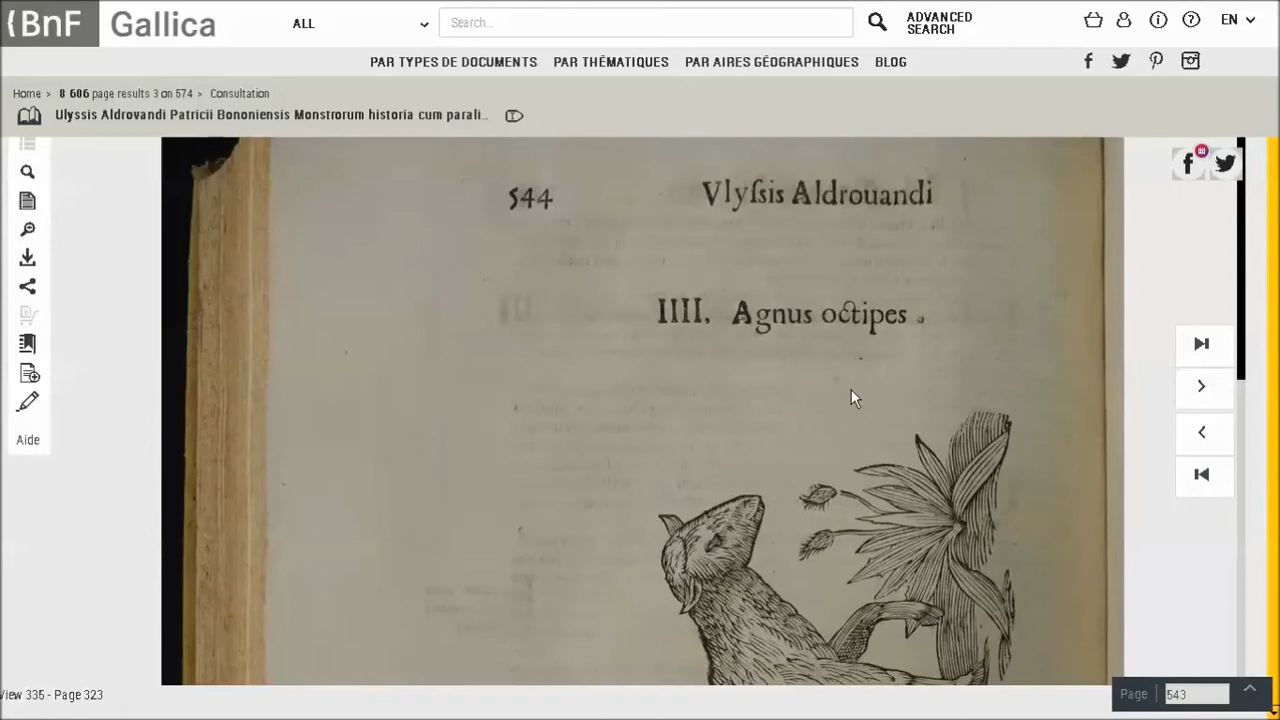 {BnF Gallica
ALL
Search...
ADVANCED
SEARCH
EN
PAR TYPES DE DOCUMENTS
PAR THÉMATIQUES
PAR AIRES GÉOGRAPHIQUES
BLOG
Home > 8 606 page results 3 on 574 > Consultation
Ulyssis Aldrovandi Patricii Bononiensis Monstrorum historia cum parali...
544
Vlyſsis Aldrouandi
IIII. Agnus octipes.
Aide
View 335 - Page 323
Page
543